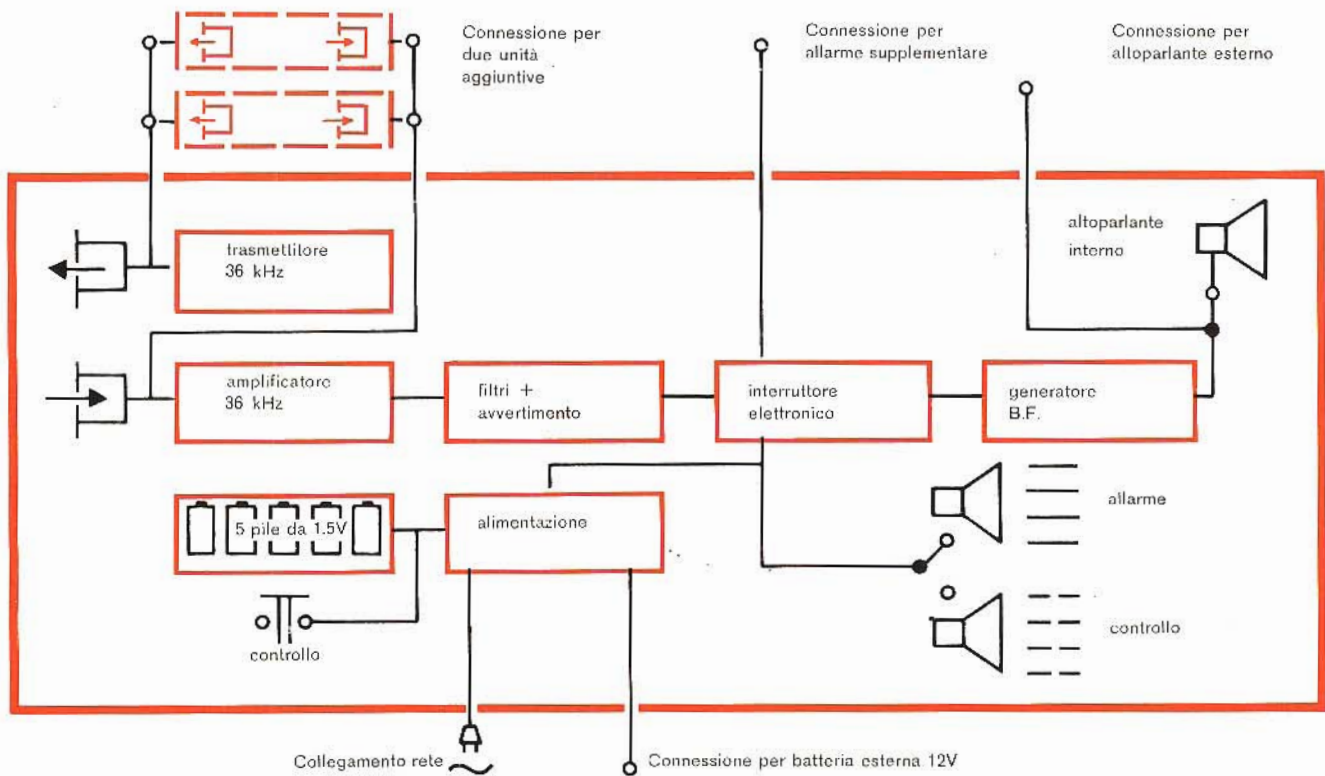 Connessione per
due unità
aggiuntive
Connessione per
allarme supplementare
Connessione per
altoparlante esterno
trasmettitore
36 kHz
altoparlante
interno
amplificatore
36 kHz
filtri +
avvertimento
interruttore
elettronico
generatore
B.F.
5 pile da 1.5V
alimentazione
allarme
controllo
controllo
Collegamento rete
Connessione per batteria esterna 12V